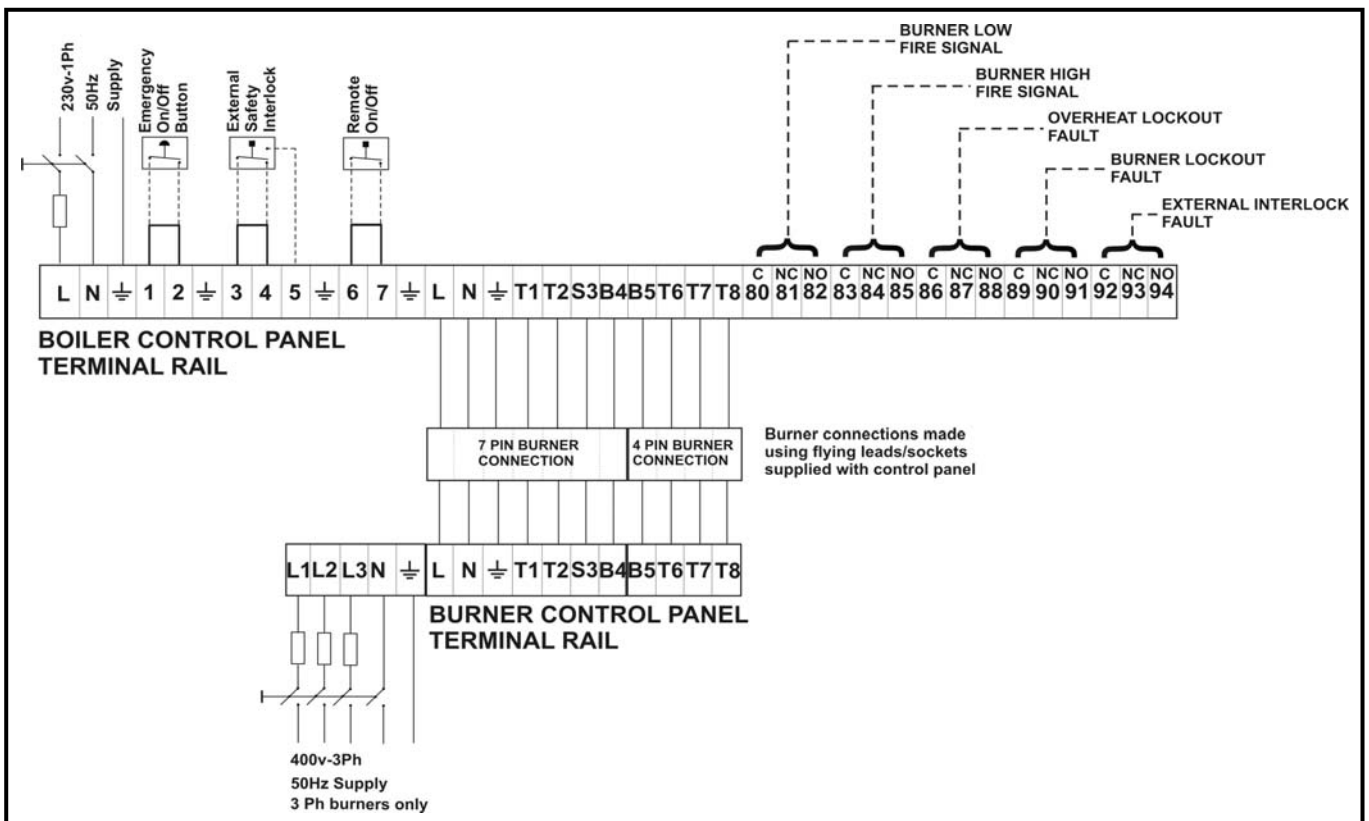 230v-1Ph
50Hz
Supply
Emergency
On/Off
Button
External
Safety
Interlock
Remote
On/Off
BURNER LOW
FIRE SIGNAL
BURNER HIGH
FIRE SIGNAL
OVERHEAT LOCKOUT
FAULT
BURNER LOCKOUT
FAULT
EXTERNAL INTERLOCK
FAULT
C NC NO C NC NO C NC NO C NC NO C NC NO
L N 1 2 3 4 5 6 7 L N T1 T2 S3 B4 B5 T6 T7 T8 80 81 82 83 84 85 86 87 88 89 90 91 92 93 94
BOILER CONTROL PANEL
TERMINAL RAIL
7 PIN BURNER
CONNECTION
4 PIN BURNER
CONNECTION
Burner connections made
using flying leads/sockets
supplied with control panel
L1 L2 L3 N L N T1 T2 S3 B4 B5 T6 T7 T8
BURNER CONTROL PANEL
TERMINAL RAIL
400v-3Ph
50Hz Supply
3 Ph burners only